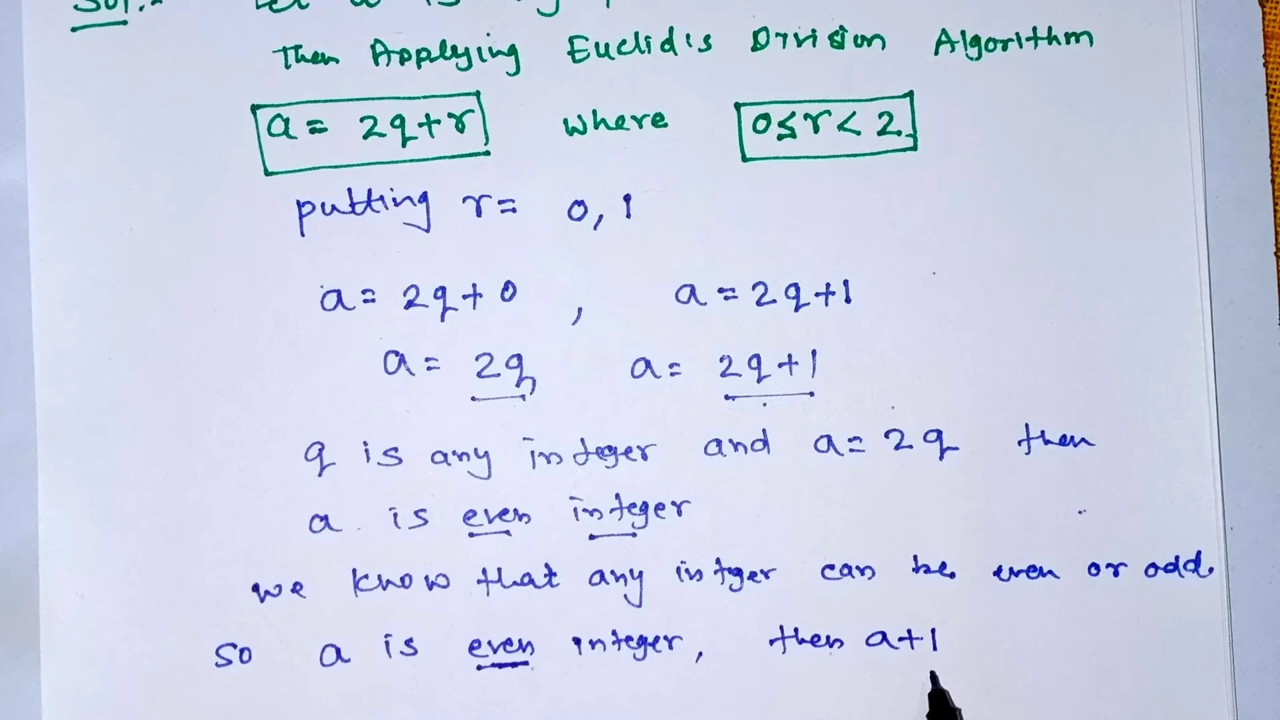 Sol:-
Then Applying Euclid's Division Algorithm
a = 2q+r where 0≤r<2
putting r= 0, 1
a = 2q+0 , a = 2q+1
a = 2q, a = 2q+1
q is any integer and a = 2q then
a is even integer
we know that any intger can be even or odd.
So a is even integer, then a+1